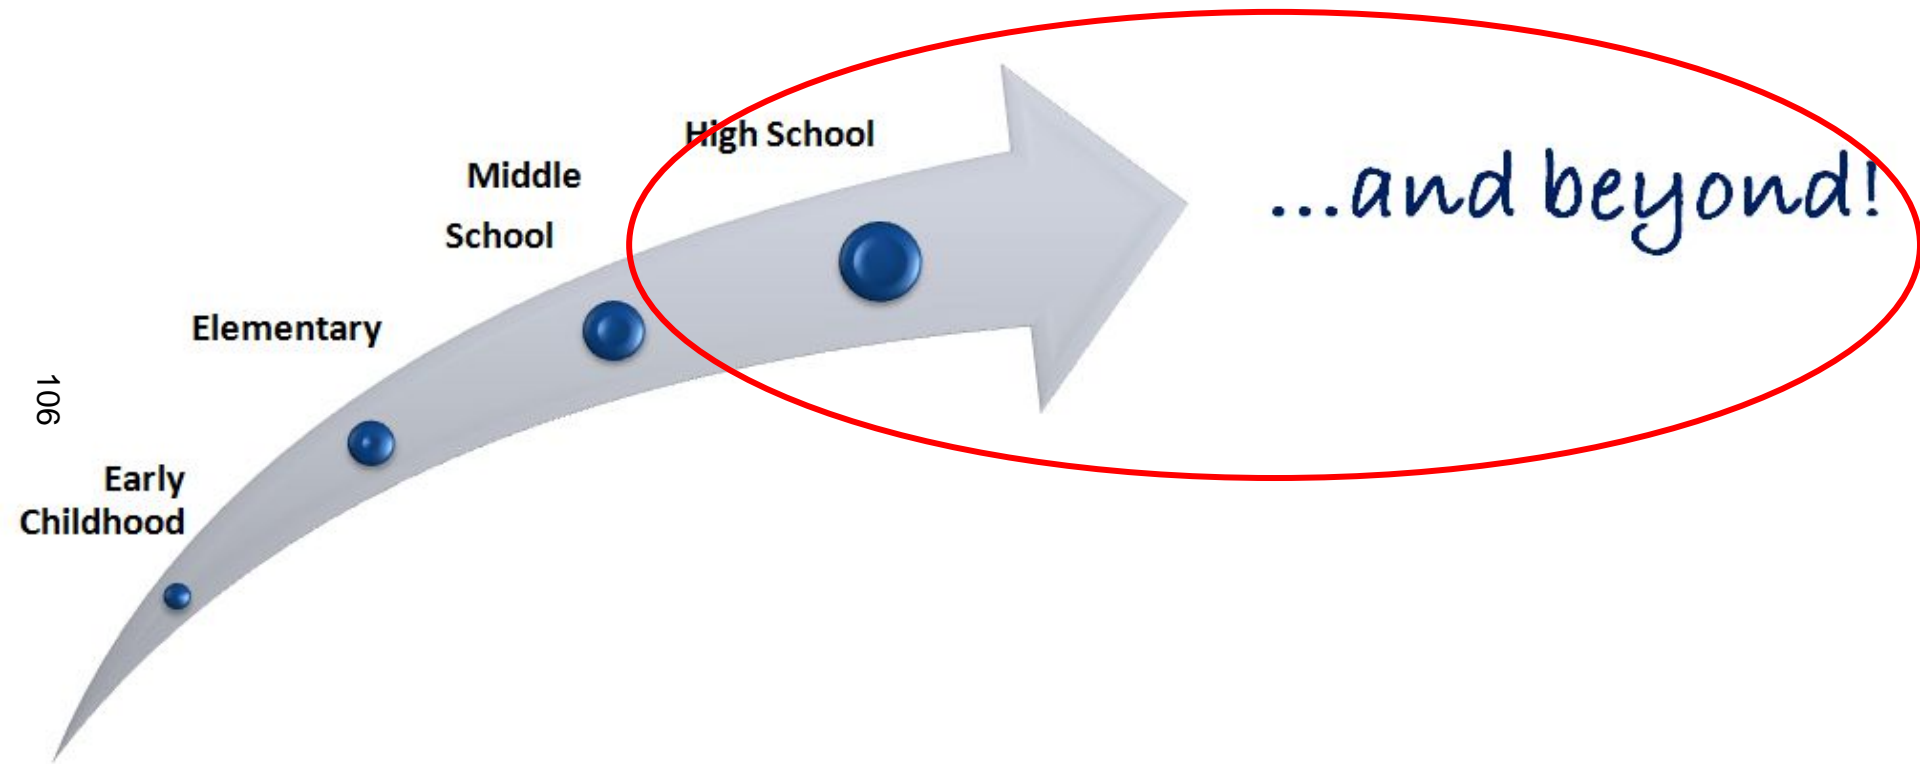 High School
...and beyond!
Middle
School
Elementary
106
Early
Childhood